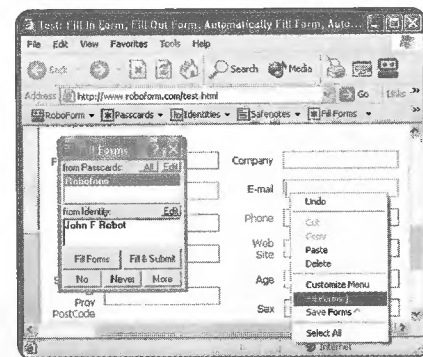 Test: Fill In Form, Fill Out Form, Automatically Fill Form, Auto...
File Edit View Favorites Tools Help
Back Search Media
Address http://www.roboform.com/test.html Go Links »
RoboForm Passcards Identities Safenotes Fill Forms »
Forms
from Passcards: All Edit
Robofans
from Identity: Edit
John F Robot
Fill Forms Fill & Submit
No Never More
Prov
PostCode
Company
E-mail
Phone
Web
Site
Age
Sex
Undo
Cut
Copy
Paste
Delete
Customize Menu
Fill Forms ]
Save Forms ^
Select All
Internet